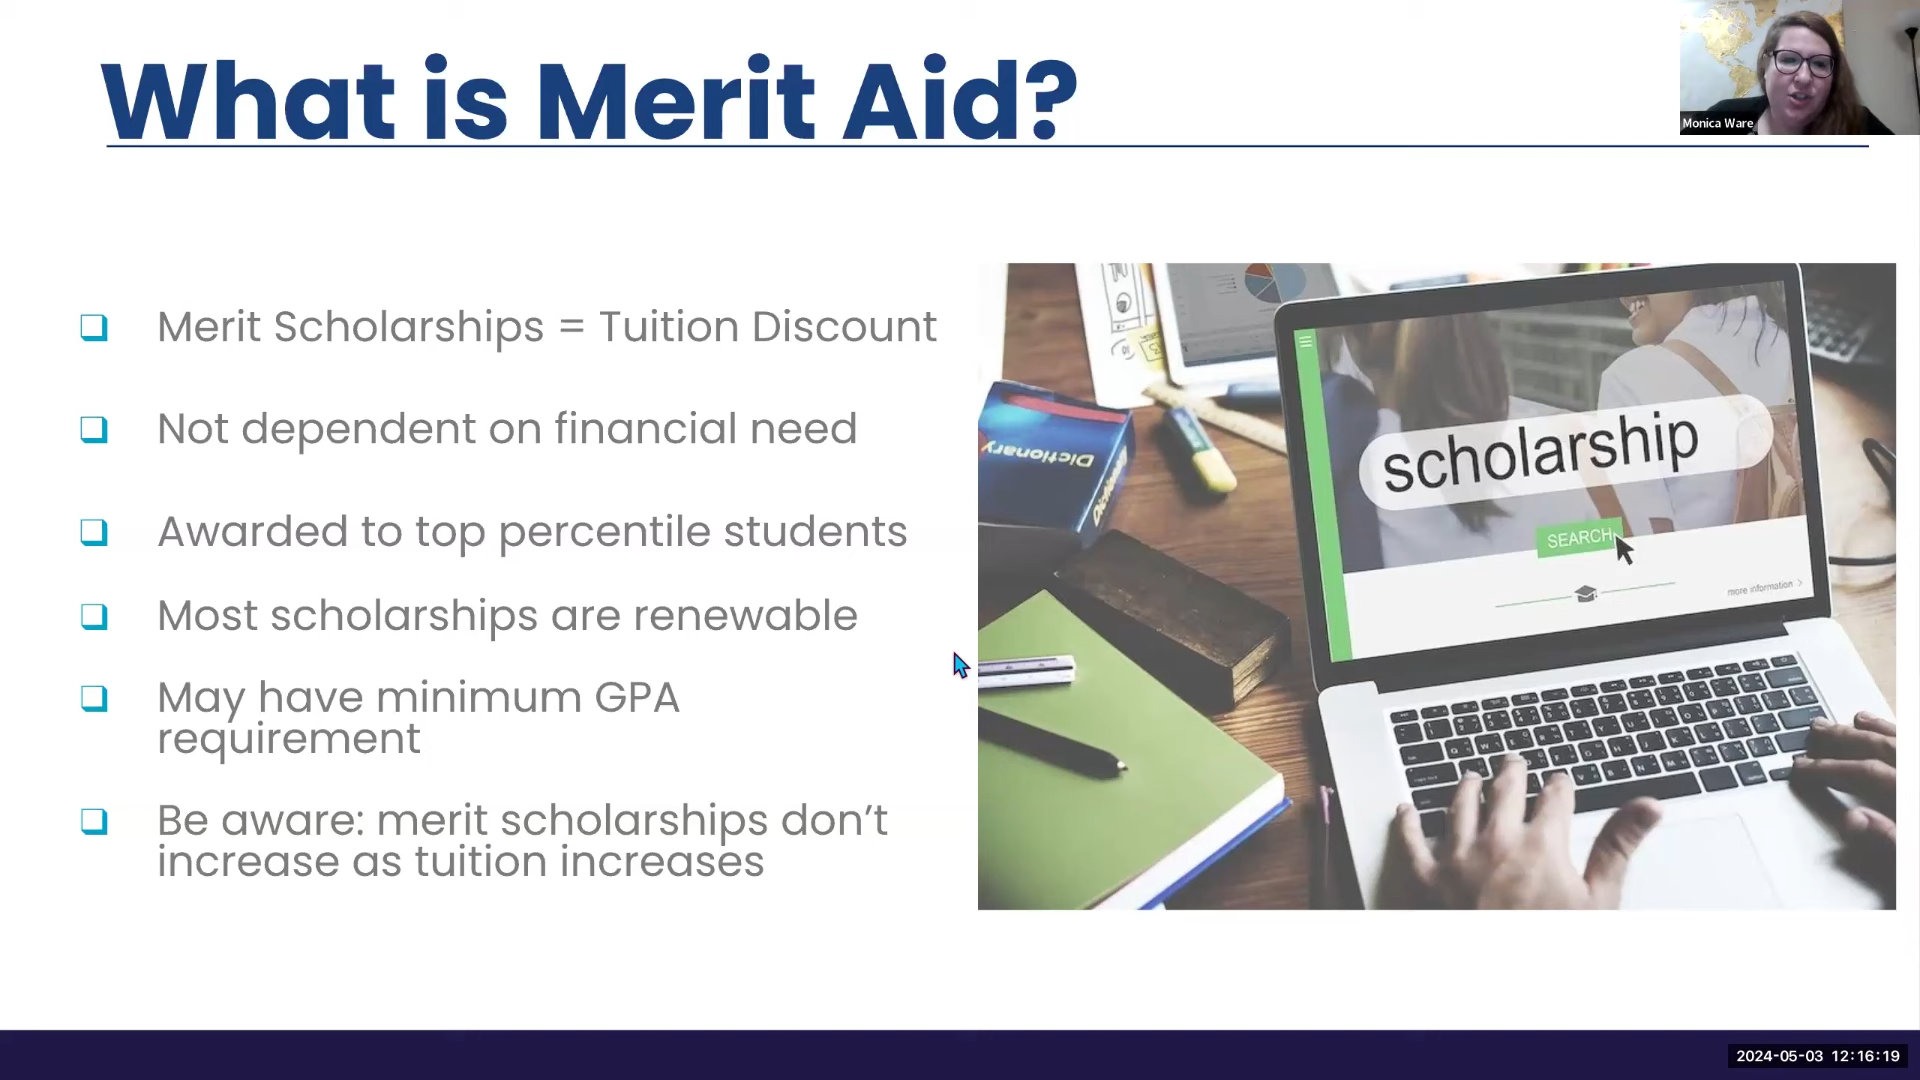 What is Merit Aid?
Monica Ware
Merit Scholarships = Tuition Discount
Not dependent on financial need
Awarded to top percentile students
Most scholarships are renewable
May have minimum GPA
requirement
Be aware: merit scholarships don’t
increase as tuition increases
Dictionary
Dictionary
scholarship
SEARCH
more information
2024-05-03 12:16:19